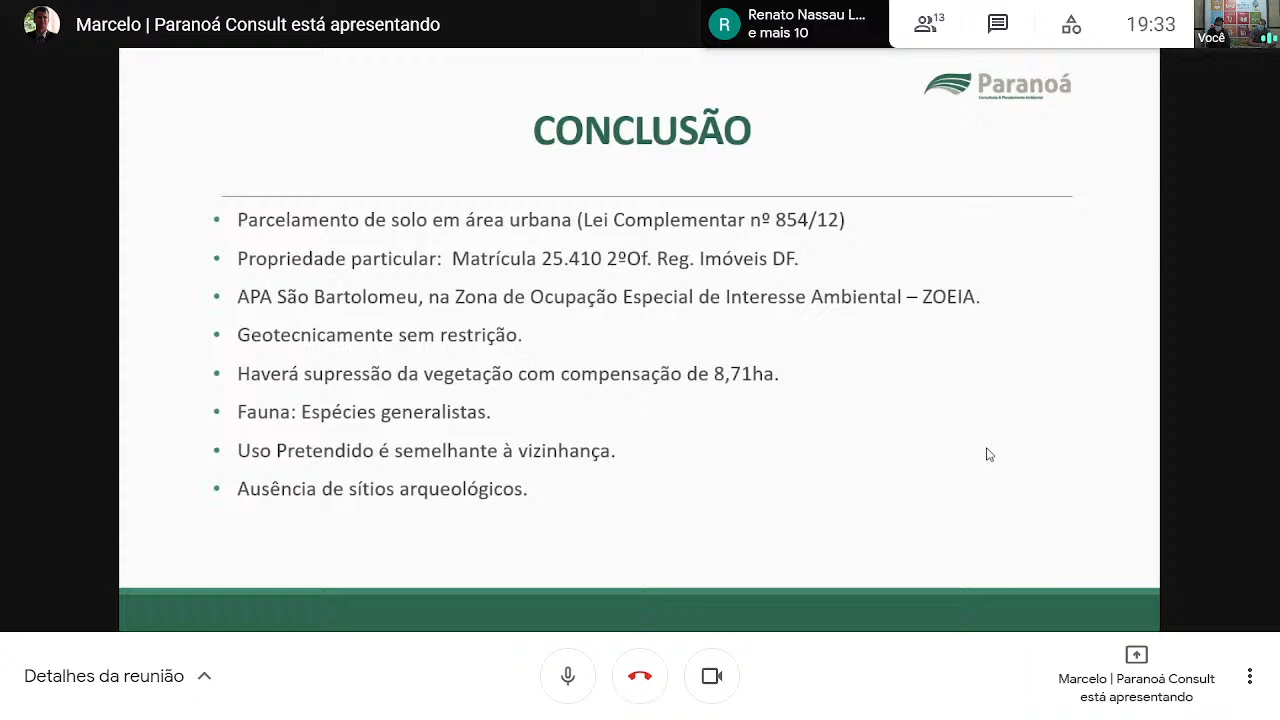 Marcelo | Paranoá Consult está apresentando
R
Renato Nassau L...
e mais 10
13
19:33
Você
Paranoá
Consultoria & Planejamento Ambiental
CONCLUSÃO
• Parcelamento de solo em área urbana (Lei Complementar nº 854/12)
• Propriedade particular: Matrícula 25.410 2ºOf. Reg. Imóveis DF.
• APA São Bartolomeu, na Zona de Ocupação Especial de Interesse Ambiental – ZOEIA.
• Geotecnicamente sem restrição.
• Haverá supressão da vegetação com compensação de 8,71ha.
• Fauna: Espécies generalistas.
• Uso Pretendido é semelhante à vizinhança.
• Ausência de sítios arqueológicos.
Detalhes da reunião
Marcelo | Paranoá Consult
está apresentando